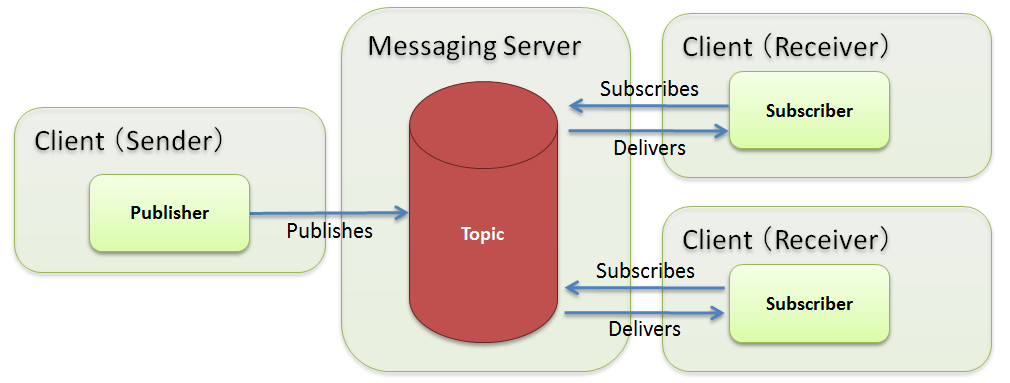 Client (Sender)
Publisher
Publishes
Messaging Server
Topic
Client (Receiver)
Subscribes
Subscriber
Delivers
Client (Receiver)
Subscribes
Subscriber
Delivers